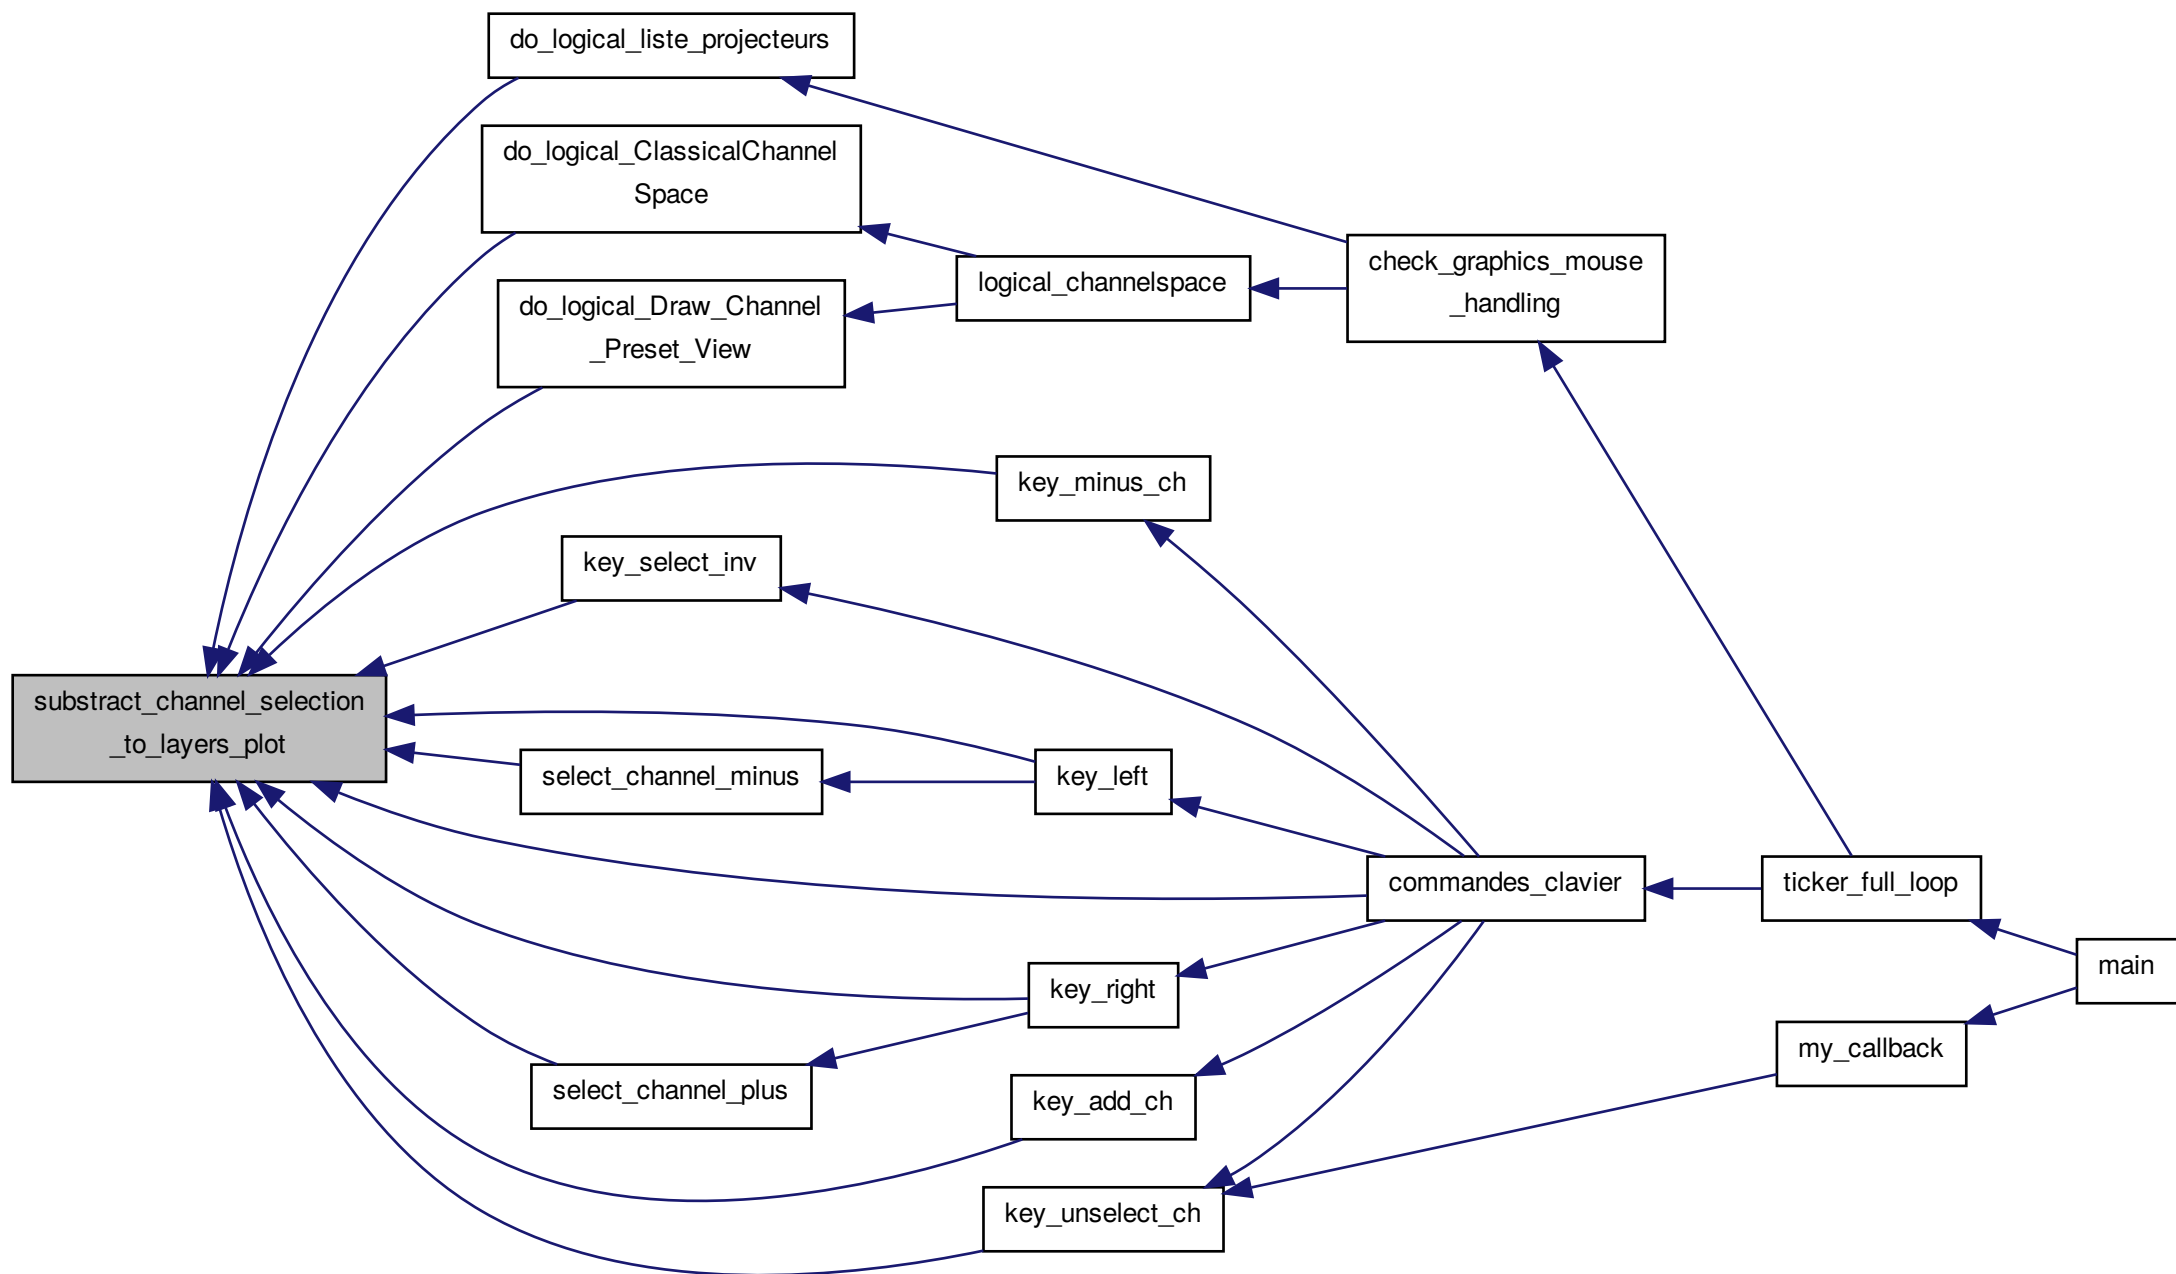 do_logical_liste_projecteurs
do_logical_ClassicalChannel
Space
do_logical_Draw_Channel
_Preset_View
logical_channelspace
check_graphics_mouse
_handling
key_minus_ch
key_select_inv
substract_channel_selection
_to_layers_plot
select_channel_minus
key_left
commandes_clavier
ticker_full_loop
main
key_right
my_callback
select_channel_plus
key_add_ch
key_unselect_ch